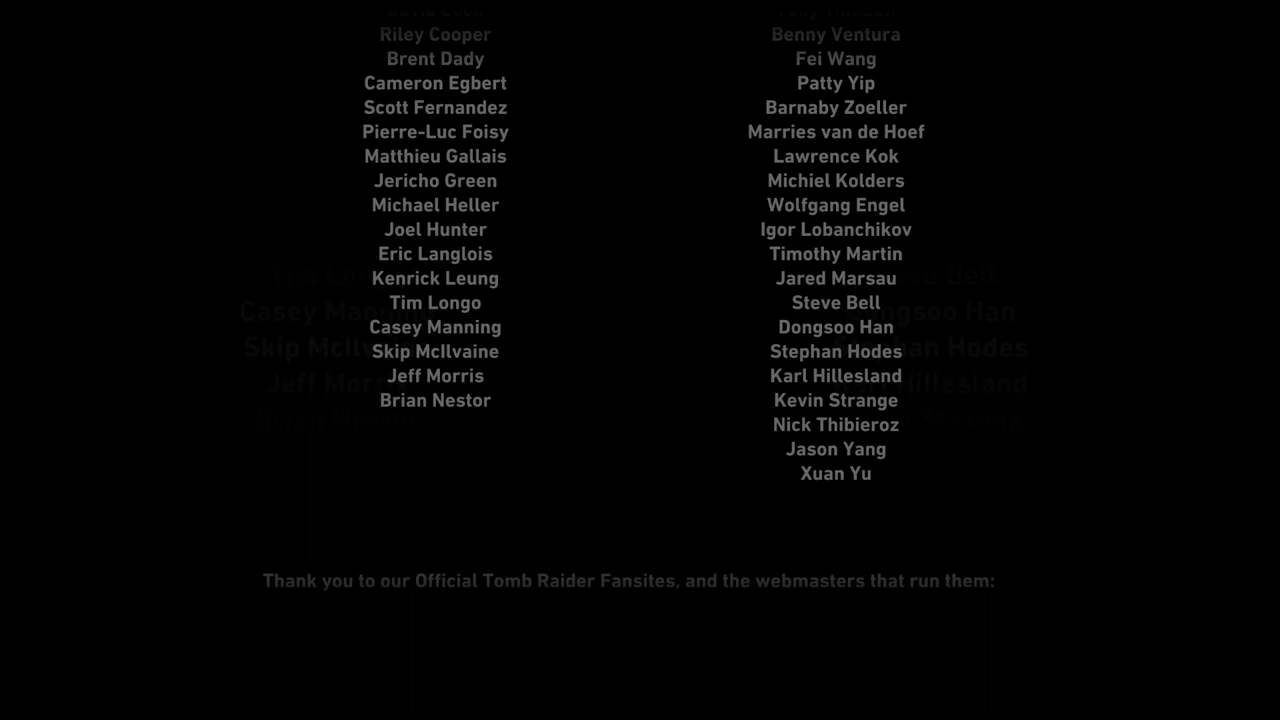 Riley Cooper
Brent Dady
Cameron Egbert
Scott Fernandez
Pierre-Luc Foisy
Matthieu Gallais
Jericho Green
Michael Heller
Joel Hunter
Eric Langlois
Kenrick Leung
Tim Longo
Casey Manning
Skip McIlvaine
Jeff Morris
Brian Nestor
Benny Ventura
Fei Wang
Patty Yip
Barnaby Zoeller
Marries van de Hoef
Lawrence Kok
Michiel Kolders
Wolfgang Engel
Igor Lobanchikov
Timothy Martin
Jared Marsau
Steve Bell
Dongsoo Han
Stephan Hodes
Karl Hillesland
Kevin Strange
Nick Thibieroz
Jason Yang
Xuan Yu
Thank you to our Official Tomb Raider Fansites, and the webmasters that run them: